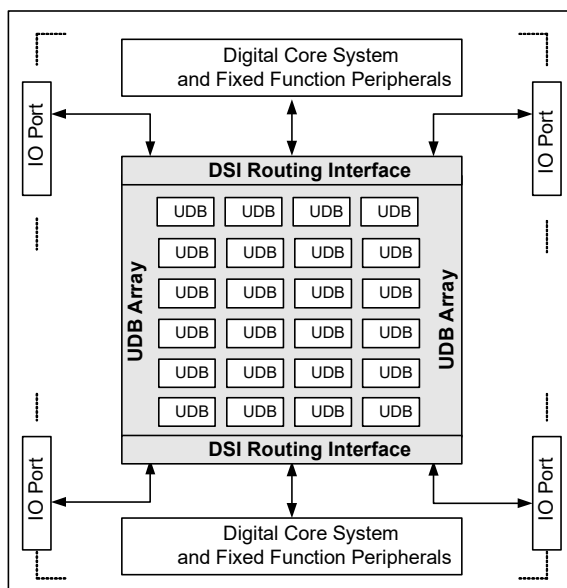 Digital Core System
and Fixed Function Peripherals
IO Port
IO Port
DSI Routing Interface
UDB UDB UDB UDB
UDB UDB UDB UDB
UDB Array
UDB Array
UDB UDB UDB UDB
UDB UDB UDB UDB
UDB UDB UDB UDB
UDB UDB UDB UDB
DSI Routing Interface
IO Port
IO Port
Digital Core System
and Fixed Function Peripherals